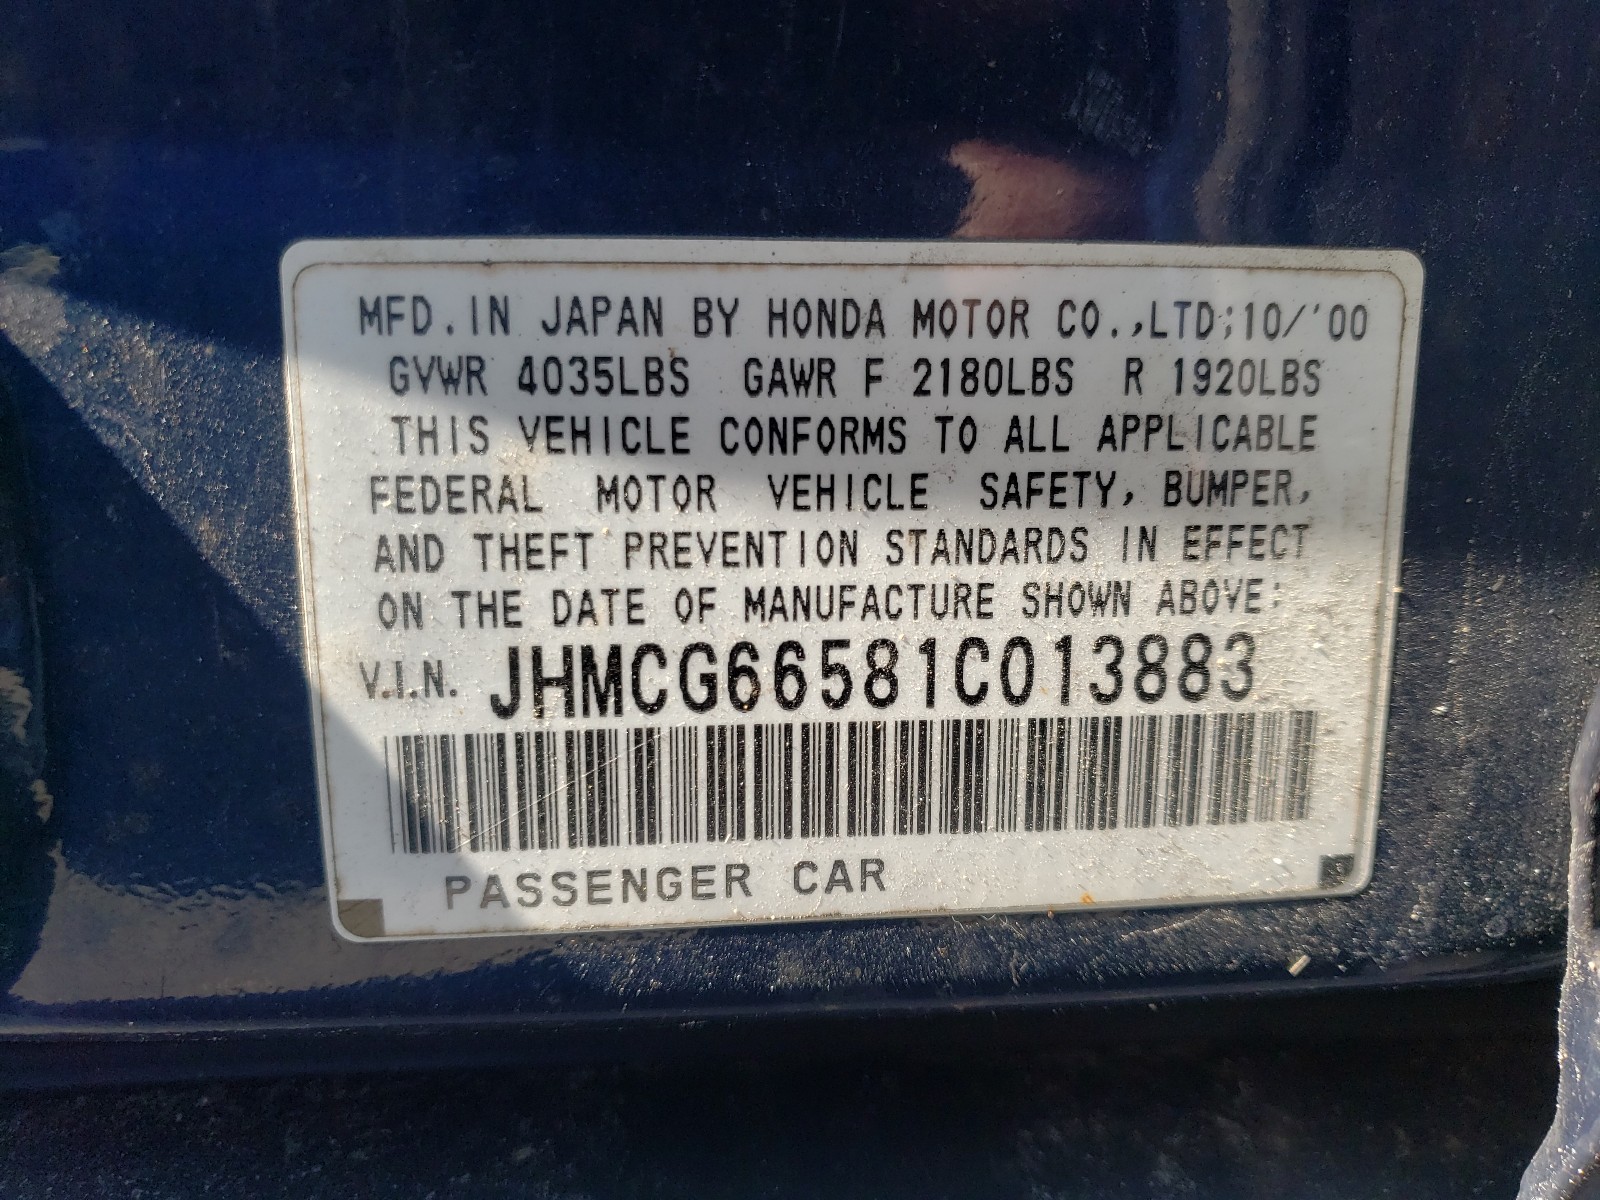 MFD. IN JAPAN BY HONDA MOTOR CO.,LTD;10/'00
GVWR 4035LBS GAWR F 2180LBS R 1920LBS
THIS VEHICLE CONFORMS TO ALL APPLICABLE
FEDERAL MOTOR VEHICLE SAFETY, BUMPER,
AND THEFT PREVENTION STANDARDS IN EFFECT
ON THE DATE OF MANUFACTURE SHOWN ABOVE:
V.I.N. JHMCG66581C013883
PASSENGER CAR